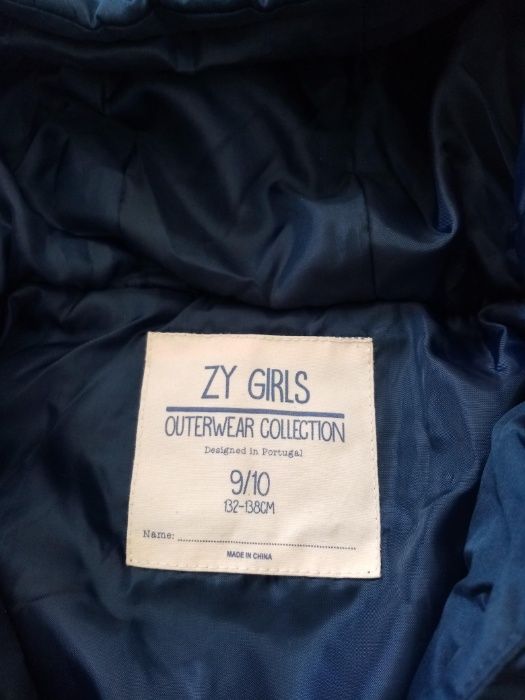 ZY GIRLS
OUTERWEAR COLLECTION
Designed in Portugal
9/10
132-138CM
Name:
MADE IN CHINA